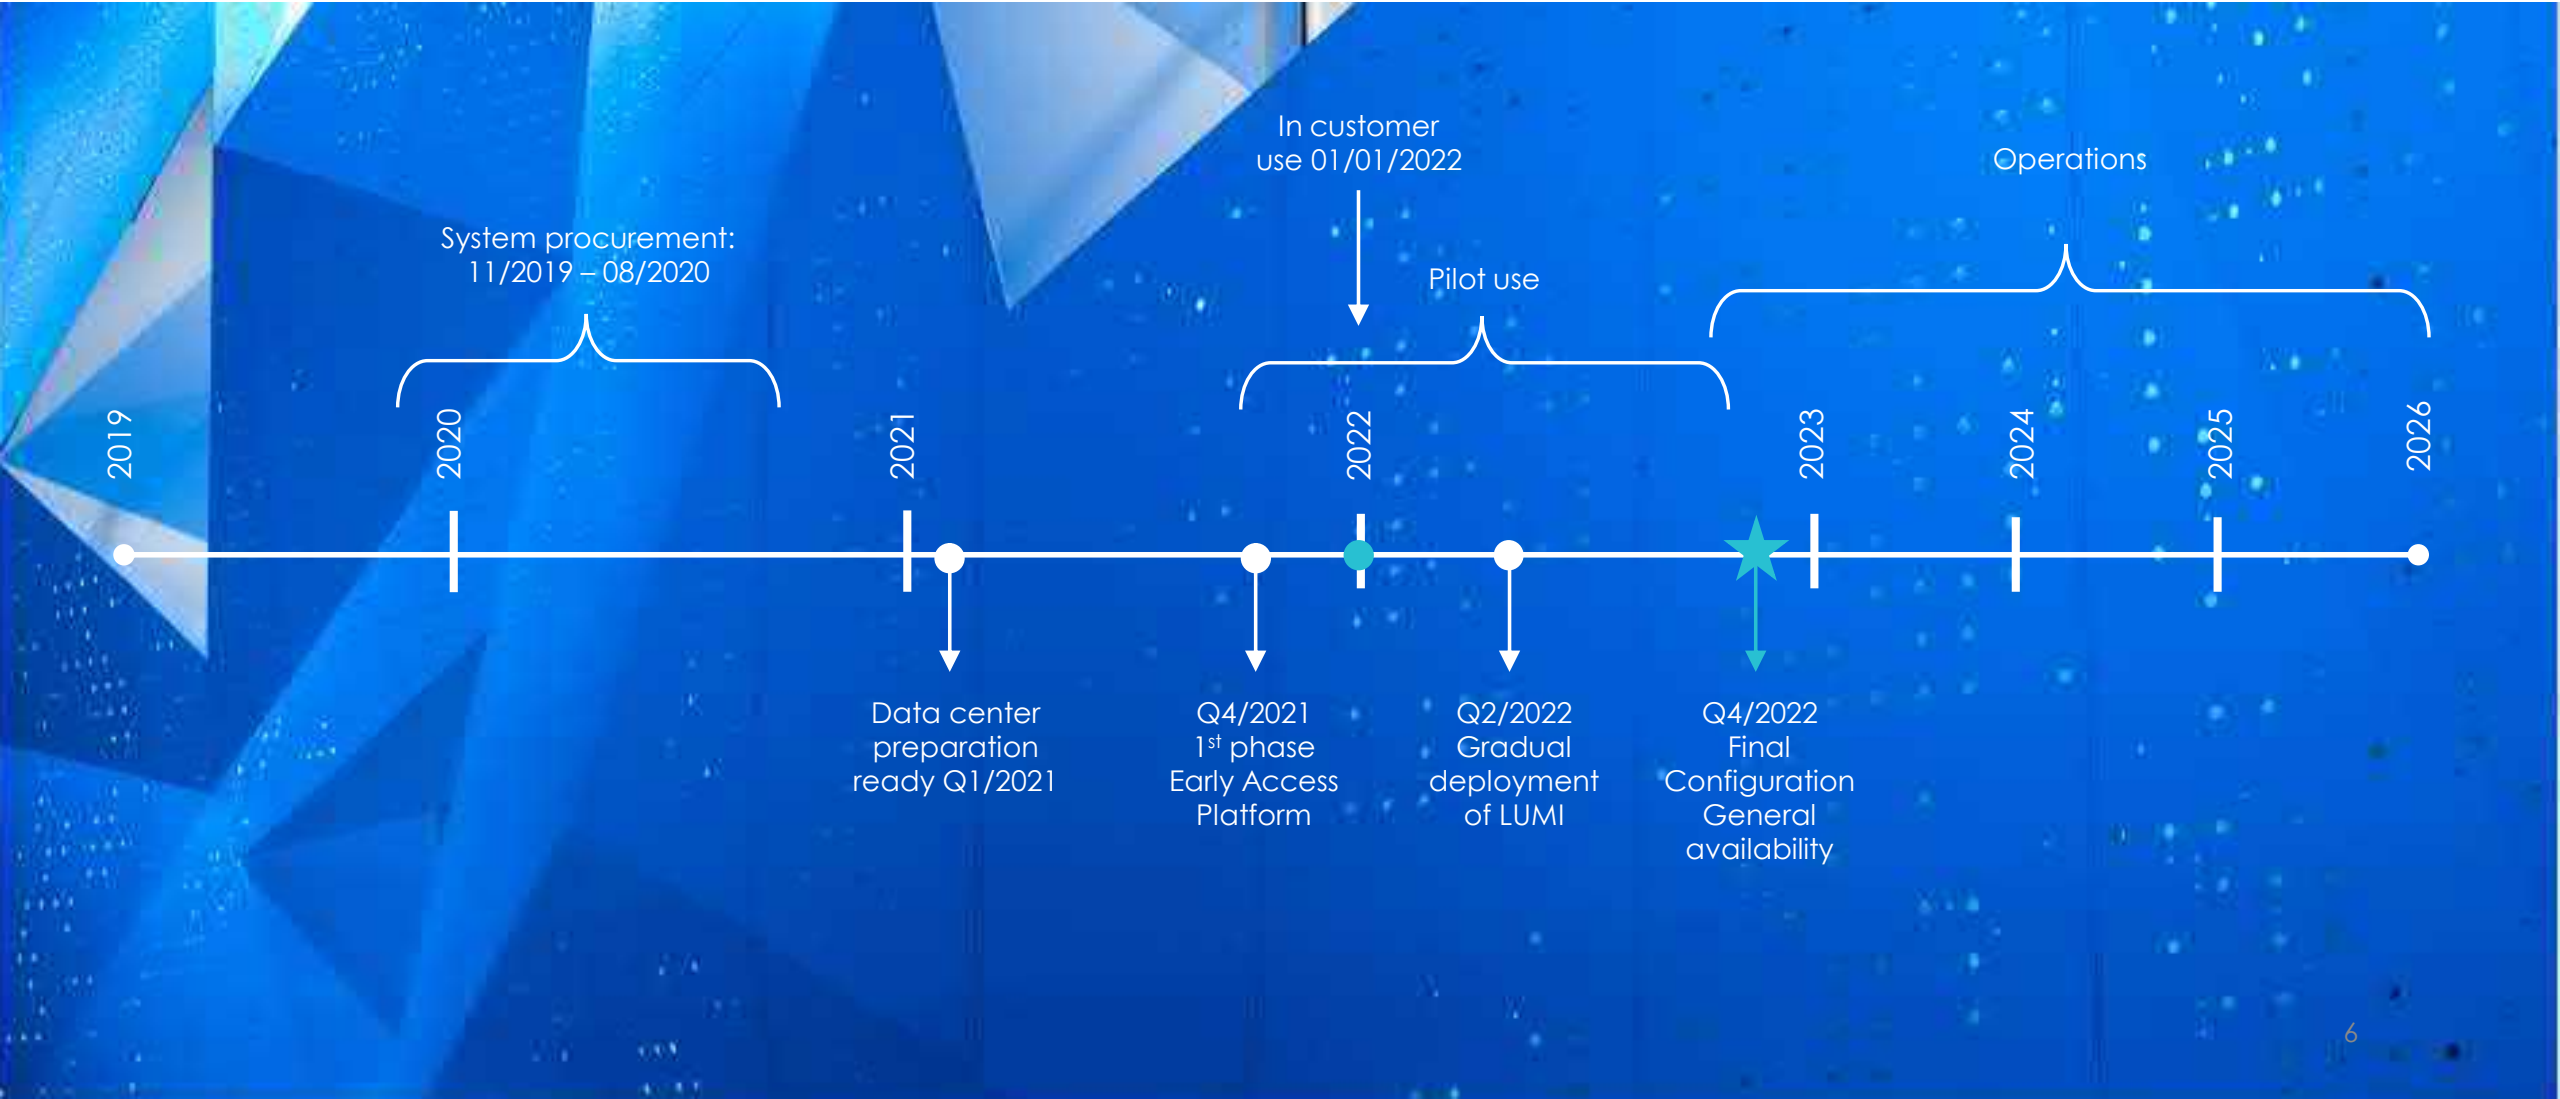 In customer
use 01/01/2022
Operations
System procurement:
11/2019 – 08/2020
Pilot use
2019
2020
2021
2022
2023
2024
2025
2026
Data center
preparation
ready Q1/2021
Q4/2021
1st phase
Early Access
Platform
Q2/2022
Gradual
deployment
of LUMI
Q4/2022
Final
Configuration
General
availability
6